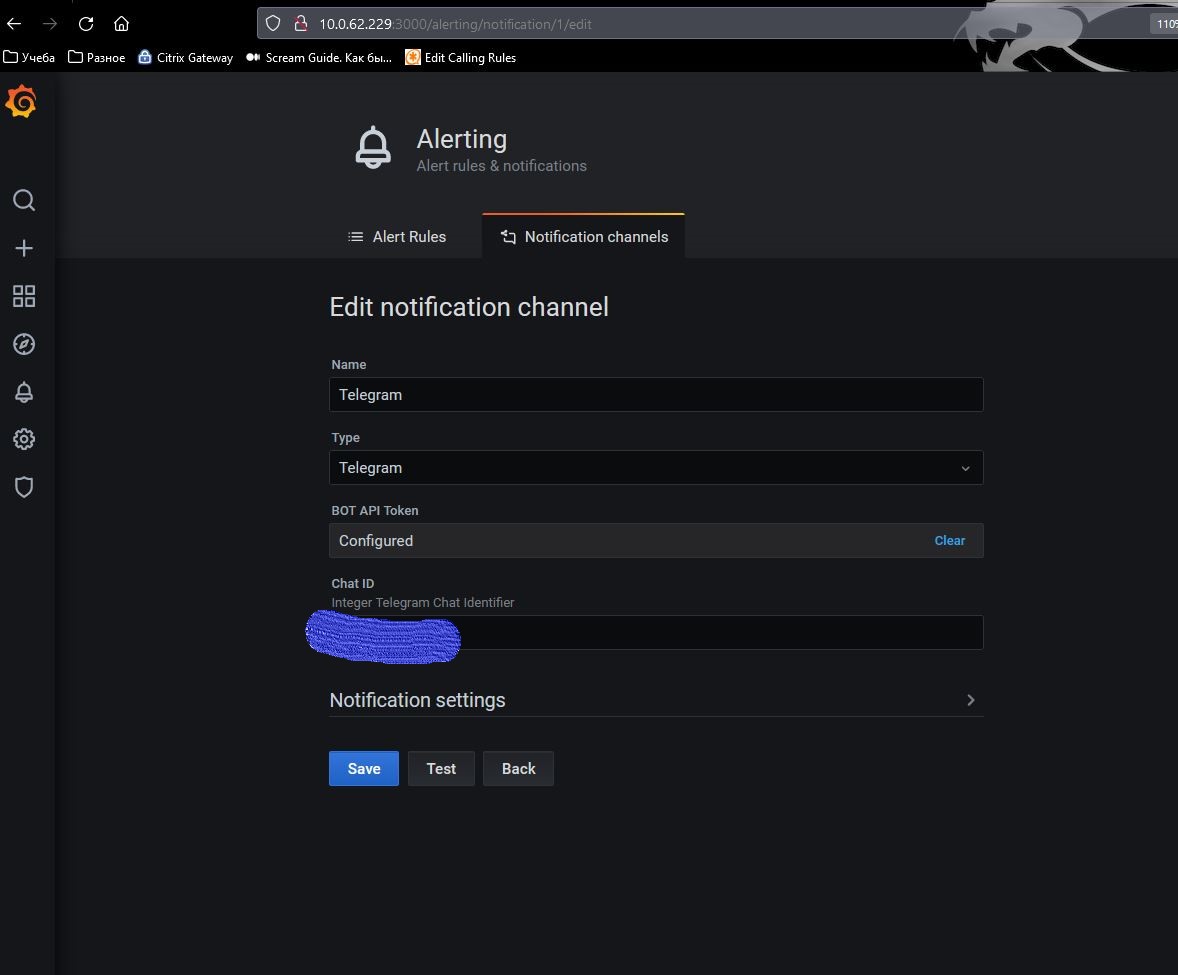 10.0.62.229:3000/alerting/notification/1/edit
Учеба Разное Citrix Gateway Scream Guide. Как бы... Edit Calling Rules
Alerting
Alert rules & notifications
Alert Rules Notification channels
Edit notification channel
Name
Telegram
Type
Telegram
BOT API Token
Configured Clear
Chat ID
Integer Telegram Chat Identifier
Notification settings
Save Test Back